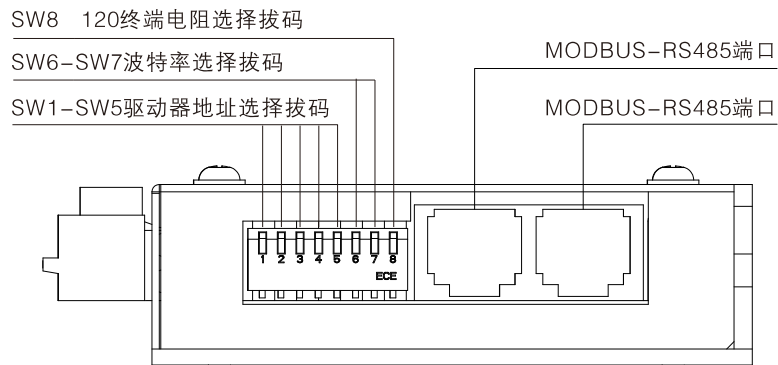 SW8 120终端电阻选择拔码
SW6-SW7波特率选择拔码
SW1-SW5驱动器地址选择拔码
MODBUS-RS485端口
MODBUS-RS485端口
1 2 3 4 5 6 7 8
ECE